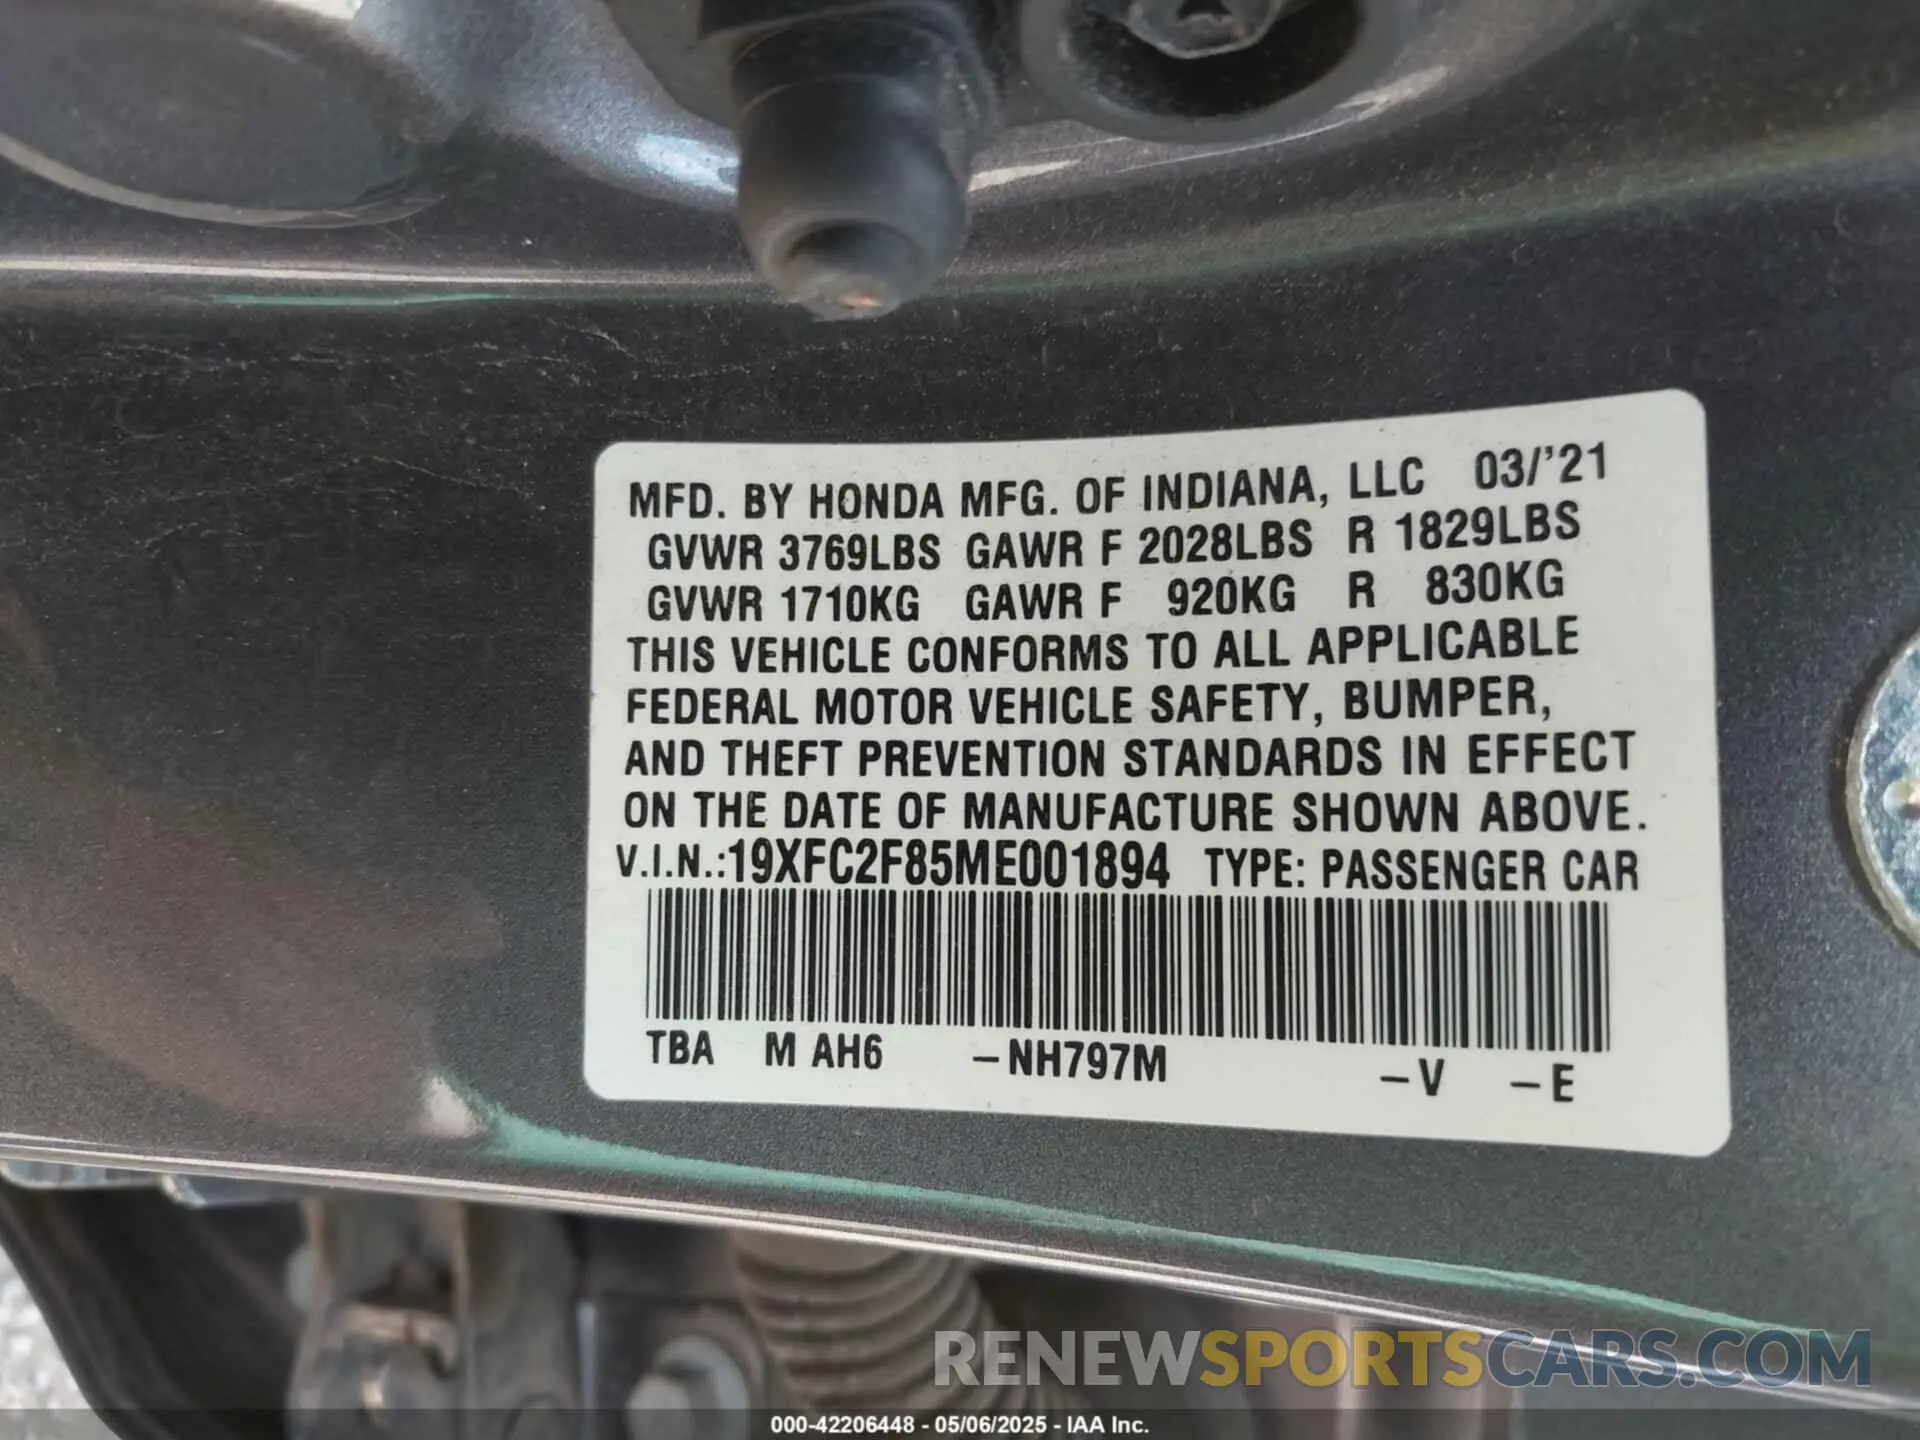 MFD. BY HONDA MFG. OF INDIANA, LLC 03/'21
GVWR 3769LBS GAWR F 2028LBS R 1829LBS
GVWR 1710KG GAWR F 920KG R 830KG
THIS VEHICLE CONFORMS TO ALL APPLICABLE
FEDERAL MOTOR VEHICLE SAFETY, BUMPER,
AND THEFT PREVENTION STANDARDS IN EFFECT
ON THE DATE OF MANUFACTURE SHOWN ABOVE.
V.I.N.:19XFC2F85ME001894 TYPE: PASSENGER CAR
TBA M AH6 –NH797M –V –E
RENEWSPORTSCARS.COM
000-42206448 - 05/06/2025 - IAA Inc.